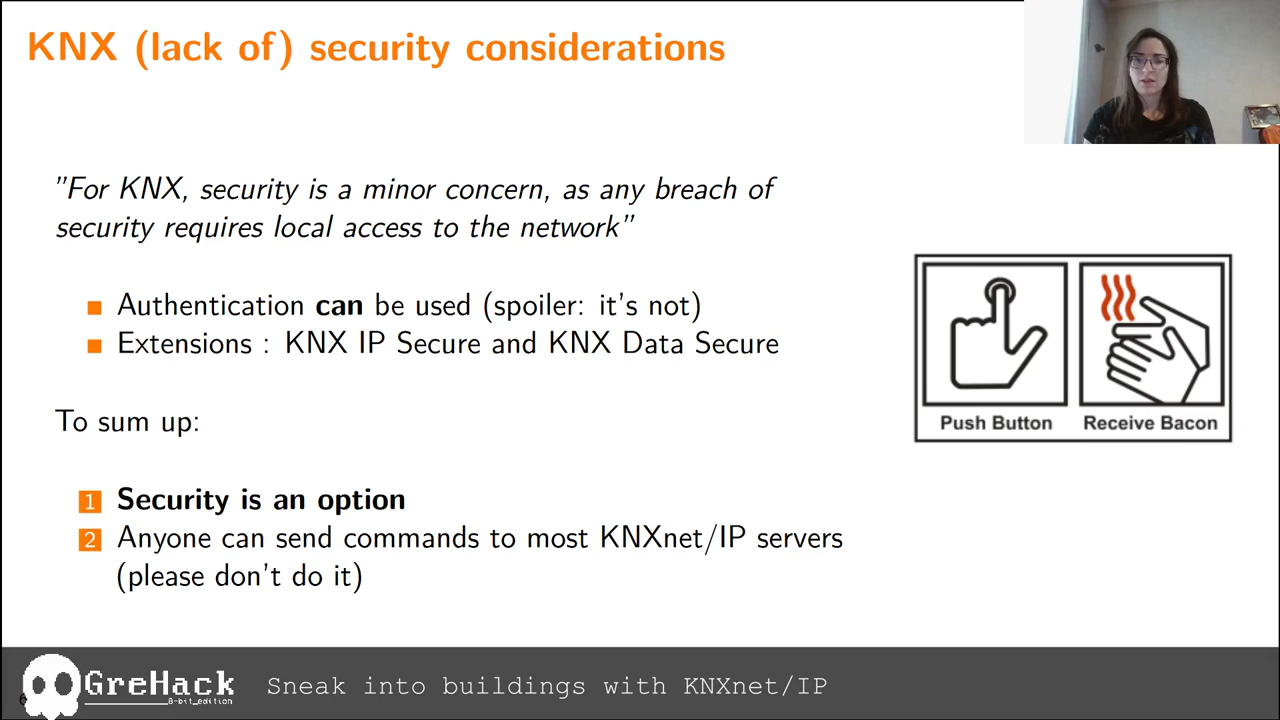 KNX (lack of) security considerations
"For KNX, security is a minor concern, as any breach of
security requires local access to the network"
Authentication can be used (spoiler: it's not)
Extensions : KNX IP Secure and KNX Data Secure
To sum up:
1 Security is an option
2 Anyone can send commands to most KNXnet/IP servers
(please don't do it)
Push Button
Receive Bacon
GreHack
8-bit_edition
Sneak into buildings with KNXnet/IP